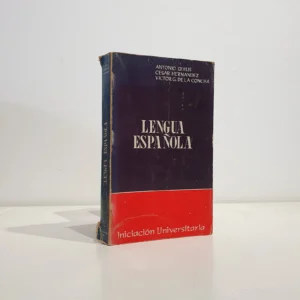 ANTONIO QUILIS
CESAR HERNANDEZ
VICTOR G. DE LA CONCHA
LENGUA
ESPAÑOLA
Iniciación Universitaria